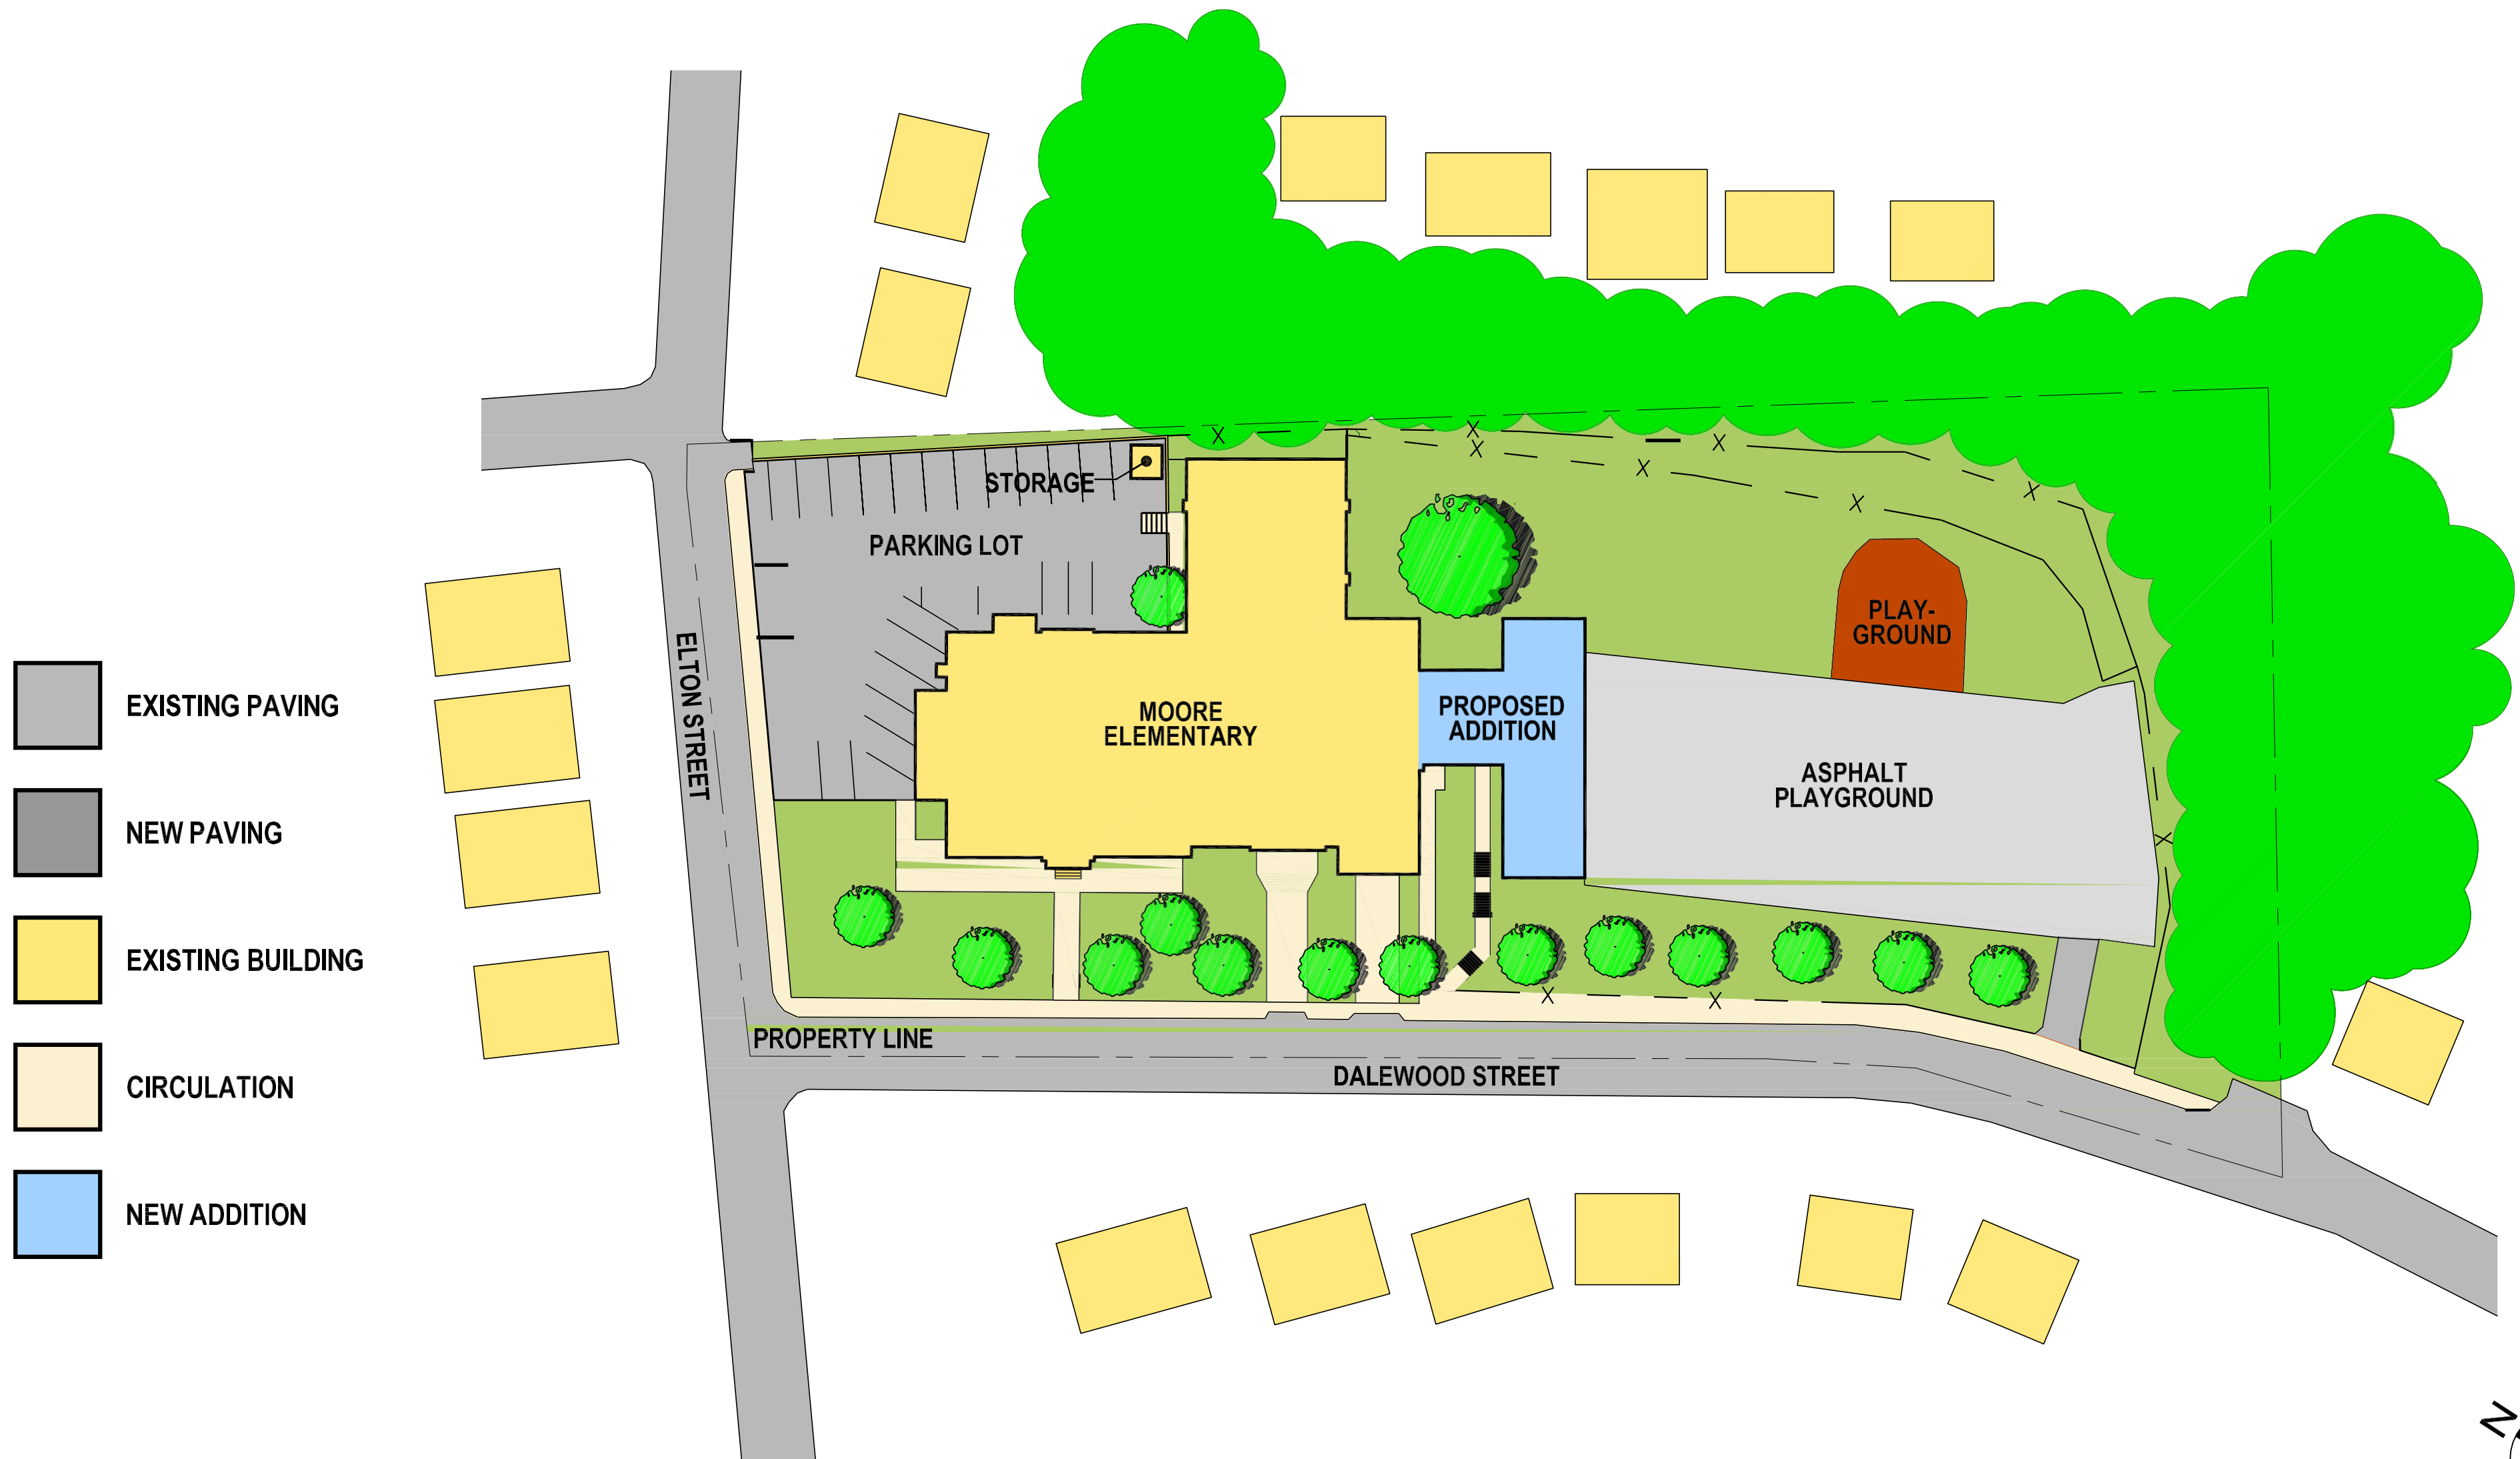 STORAGE
PARKING LOT
PLAY-
GROUND
ELTON STREET
MOORE
ELEMENTARY
PROPOSED
ADDITION
ASPHALT
PLAYGROUND
PROPERTY LINE
DALEWOOD STREET
EXISTING PAVING
NEW PAVING
EXISTING BUILDING
CIRCULATION
NEW ADDITION
N